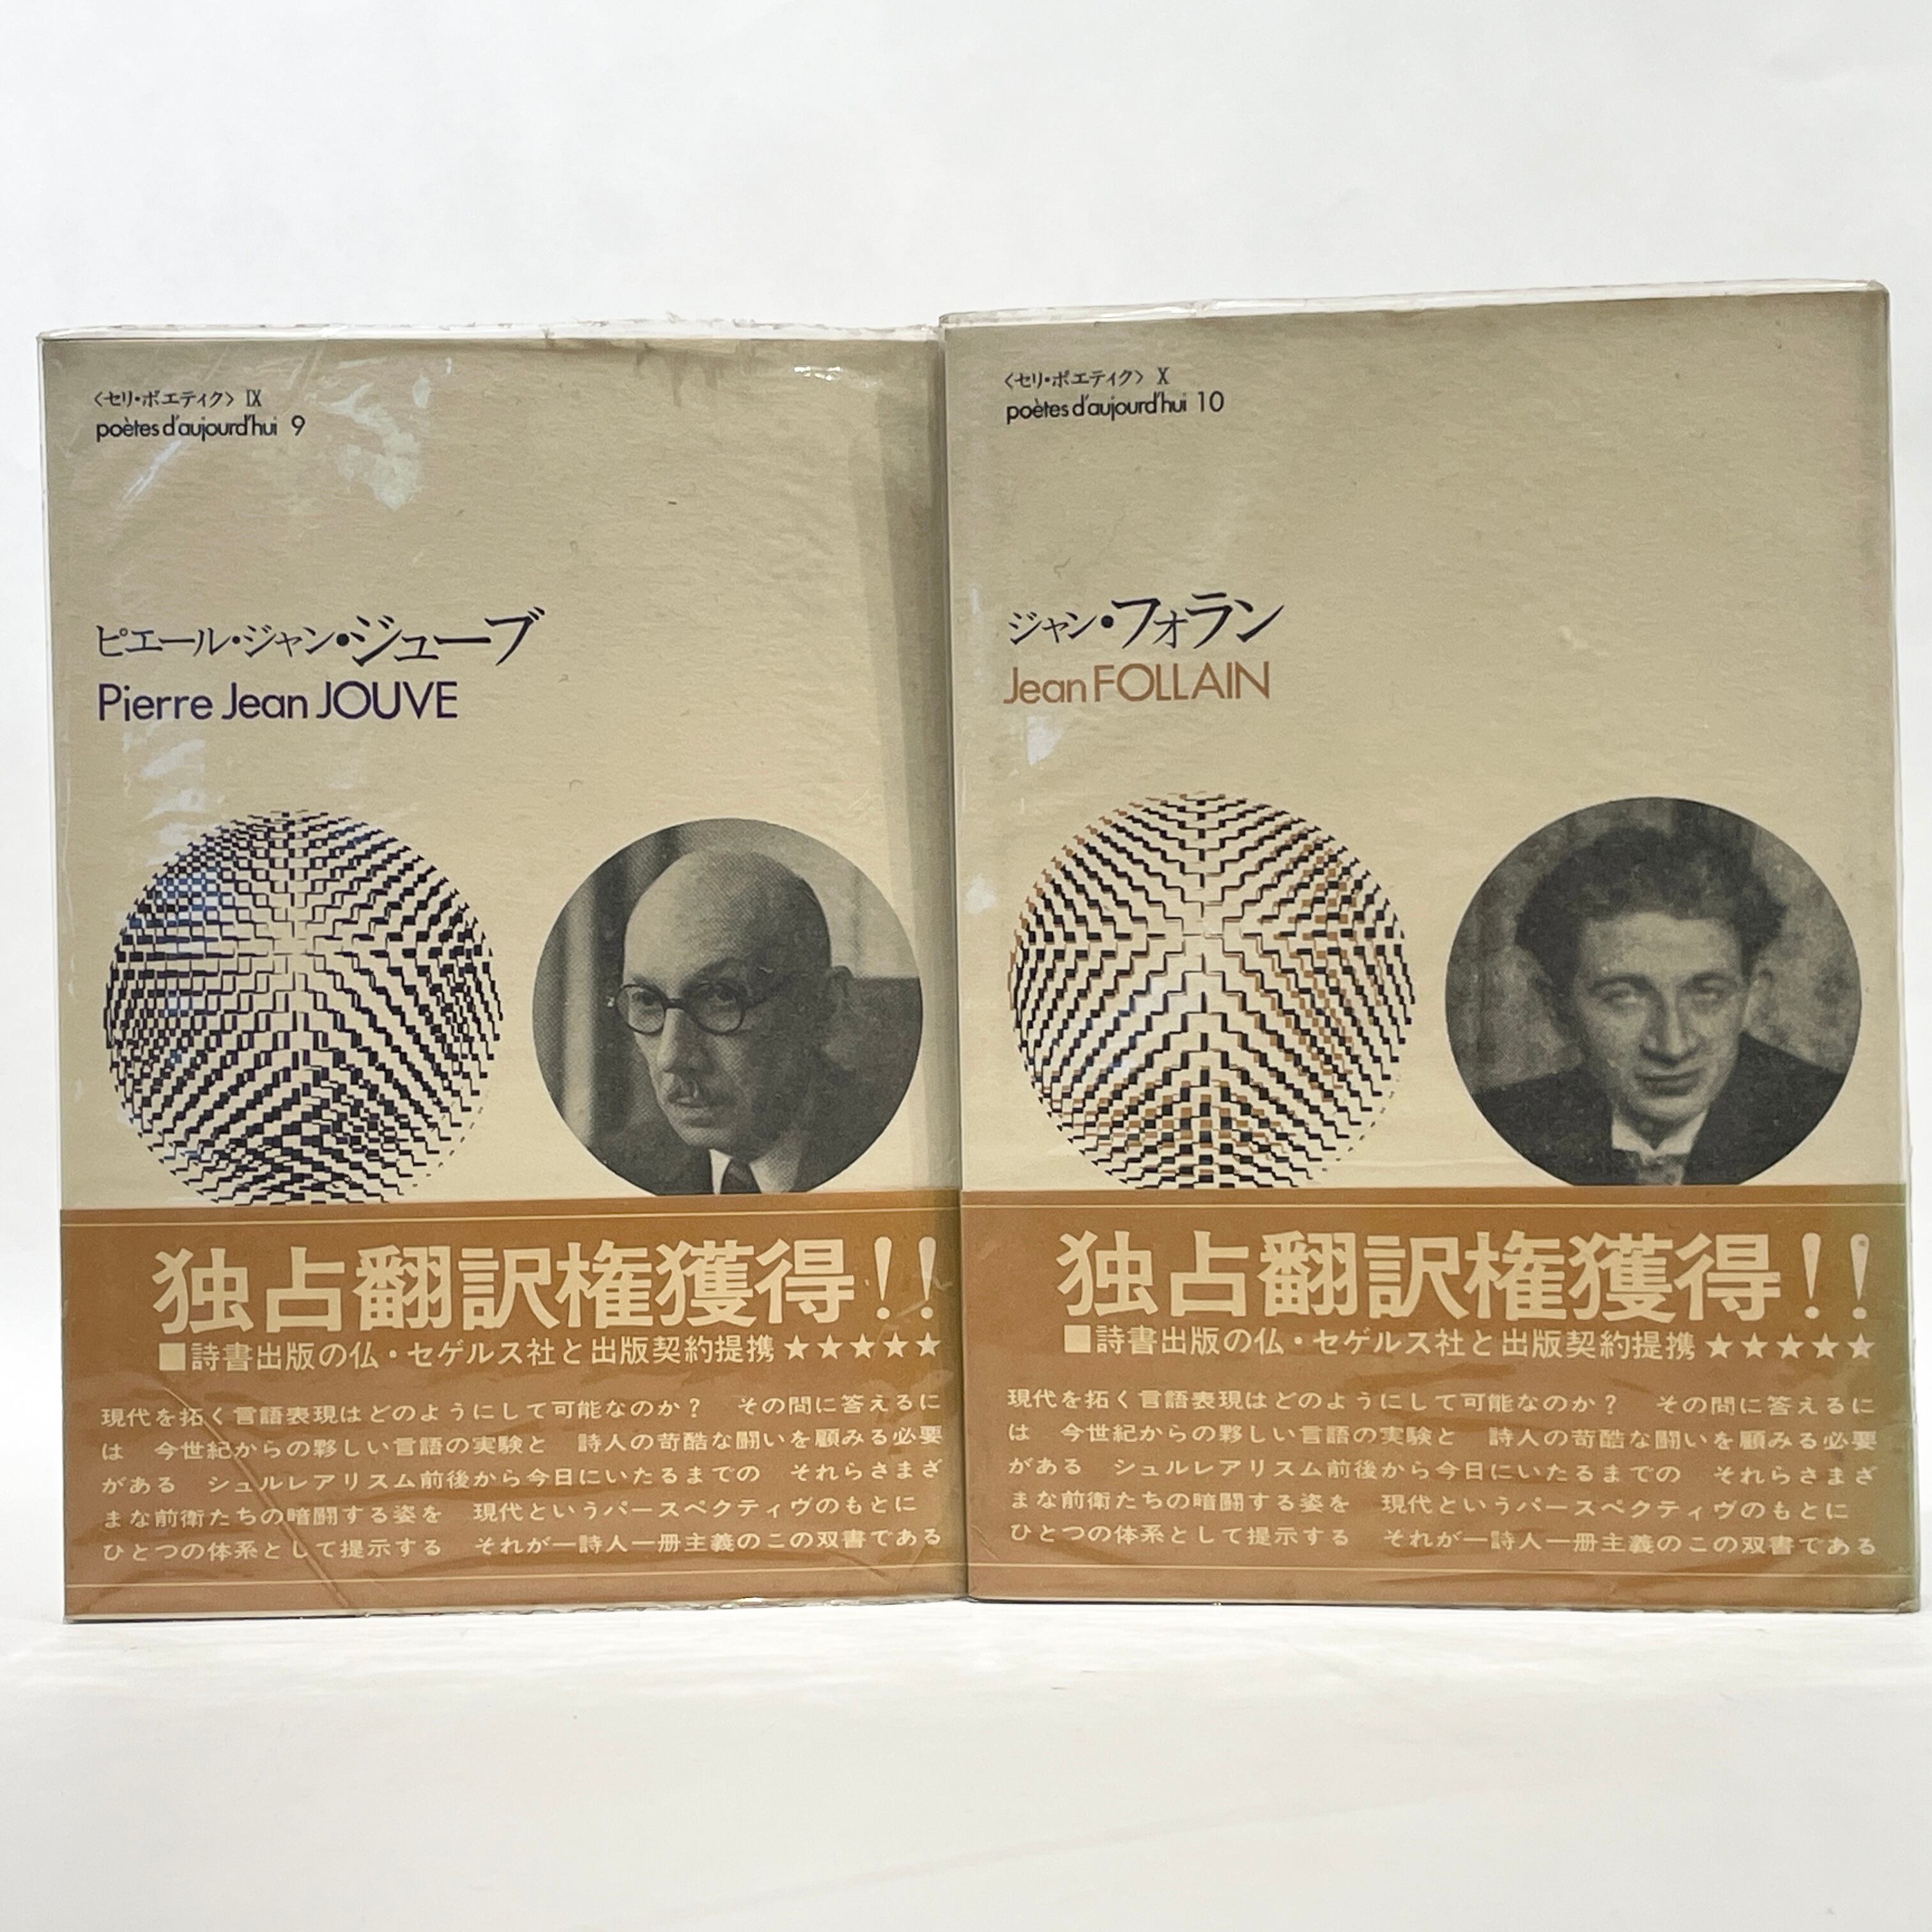 〈セリ・ポエティク〉 IX
poètes d'aujourd'hui 9
ピエール・ジャン・ジューブ
Pierre Jean JOUVE
独占翻訳権獲得!!
■詩書出版の仏・セゲルス社と出版契約提携★★★★★
現代を拓く言語表現はどのようにして可能なのか? その問に答えるに
は 今世紀からの夥しい言語の実験と 詩人の苛酷な闘いを顧みる必要
がある シュルレアリスム前後から今日にいたるまでの それらさまざ
まな前衛たちの暗闘する姿を 現代というパースペクティヴのもとに
ひとつの体系として提示する それが一詩人一冊主義のこの双書である
〈セリ・ポエティク〉 X
poètes d'aujourd'hui 10
ジャン・フォラン
Jean FOLLAIN
独占翻訳権獲得!!
■詩書出版の仏・セゲルス社と出版契約提携★★★★★
現代を拓く言語表現はどのようにして可能なのか? その問に答えるに
は 今世紀からの夥しい言語の実験と 詩人の苛酷な闘いを顧みる必要
がある シュルレアリスム前後から今日にいたるまでの それらさまざ
まな前衛たちの暗闘する姿を 現代というパースペクティヴのもとに
ひとつの体系として提示する それが一詩人一冊主義のこの双書である